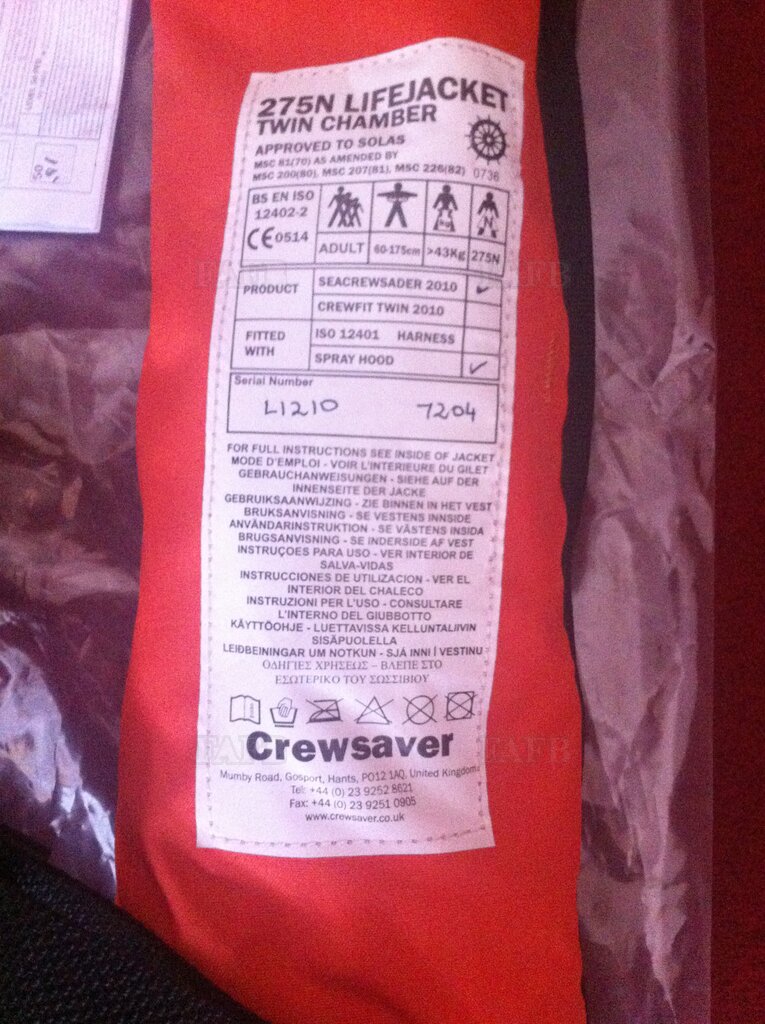 275N LIFEJACKET
TWIN CHAMBER
APPROVED TO SOLAS
MSC 81(70) AS AMENDED BY
MSC 200(80), MSC 207(81), MSC 226(82)
0736
BS EN ISO
12402-2
CE 0514
ADULT 60-175cm >43Kg 275N
PRODUCT
SEACREWSADER 2010 ✓
CREWFIT TWIN 2010
FITTED
WITH
ISO 12401 HARNESS
SPRAY HOOD ✓
Serial Number
L1210 7204
FOR FULL INSTRUCTIONS SEE INSIDE OF JACKET
MODE D'EMPLOI - VOIR L'INTERIEURE DU GILET
GEBRAUCHANWEISUNGEN - SIEHE AUF DER
INNENSEITE DER JACKE
GEBRUIKSAANWIJZING - ZIE BINNEN IN HET VEST
BRUKSANVISNING - SE VESTENS INNSIDE
ANVÄNDARINSTRUKTION - SE VÄSTENS INSIDA
BRUGSANVISNING - SE INDERSIDE AF VEST
INSTRUÇOES PARA USO - VER INTERIOR DE
SALVA-VIDAS
INSTRUCCIONES DE UTILIZACION - VER EL
INTERIOR DEL CHALECO
INSTRUZIONI PER L'USO - CONSULTARE
L'INTERNO DEL GIUBBOTTO
KÄYTTÖOHJE - LUETTAVISSA KELLUNTALIIVIN
SISÄPUOLELLA
LEIÐBEININGAR UM NOTKUN - SJÁ INNI Í VESTINU
ΟΔΗΓΙΕΣ ΧΡΗΣΕΩΣ – ΒΛΕΠΕ ΣΤΟ
ΕΣΩΤΕΡΙΚΟ ΤΟΥ ΣΩΣΣΙΒΙΟΥ
Crewsaver
Mumby Road, Gosport, Hants, PO12 1AQ, United Kingdom
Tel: +44 (0) 23 9252 8621
Fax: +44 (0) 23 9251 0905
www.crewsaver.co.uk